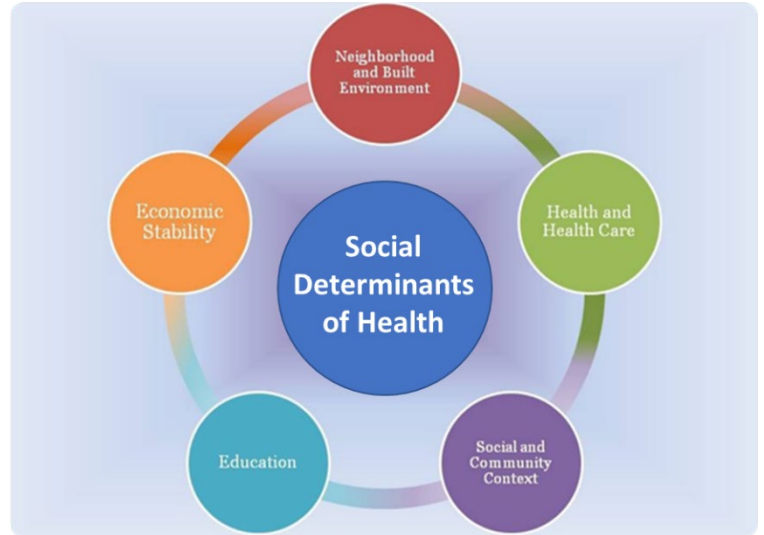 Neighborhood
and Built
Environment
Economic
Stability
Health and
Health Care
Social
Determinants
of Health
Education
Social and
Community
Context